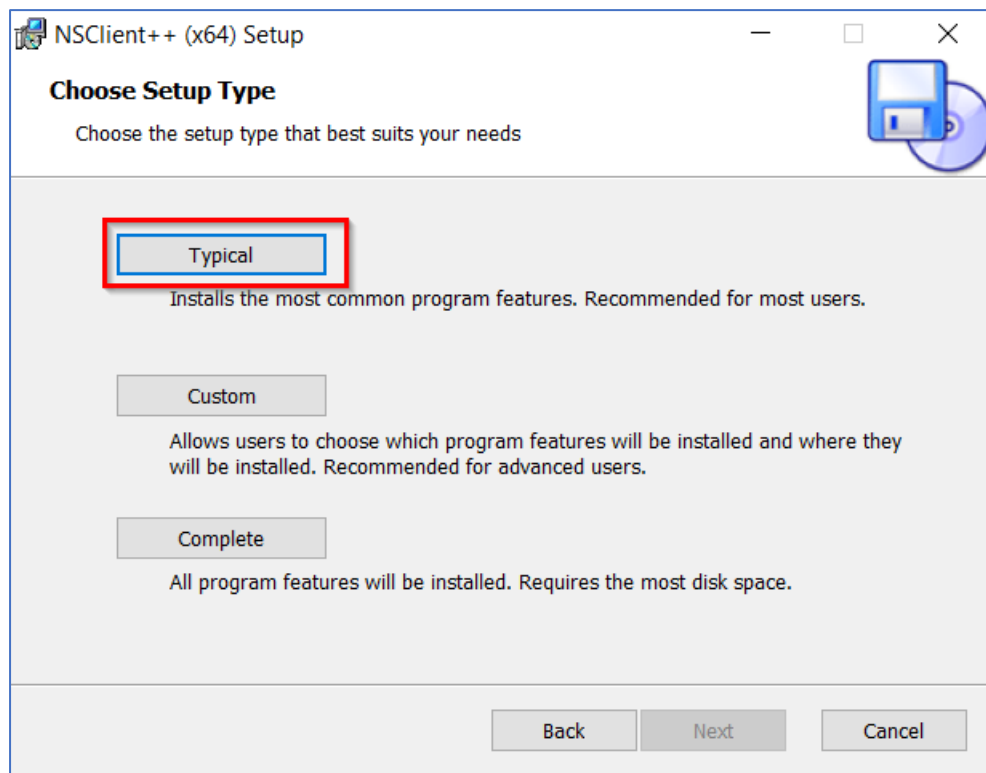 NSClient++ (x64) Setup
Choose Setup Type
Choose the setup type that best suits your needs
Typical
Installs the most common program features. Recommended for most users.
Custom
Allows users to choose which program features will be installed and where they
will be installed. Recommended for advanced users.
Complete
All program features will be installed. Requires the most disk space.
Back Next Cancel